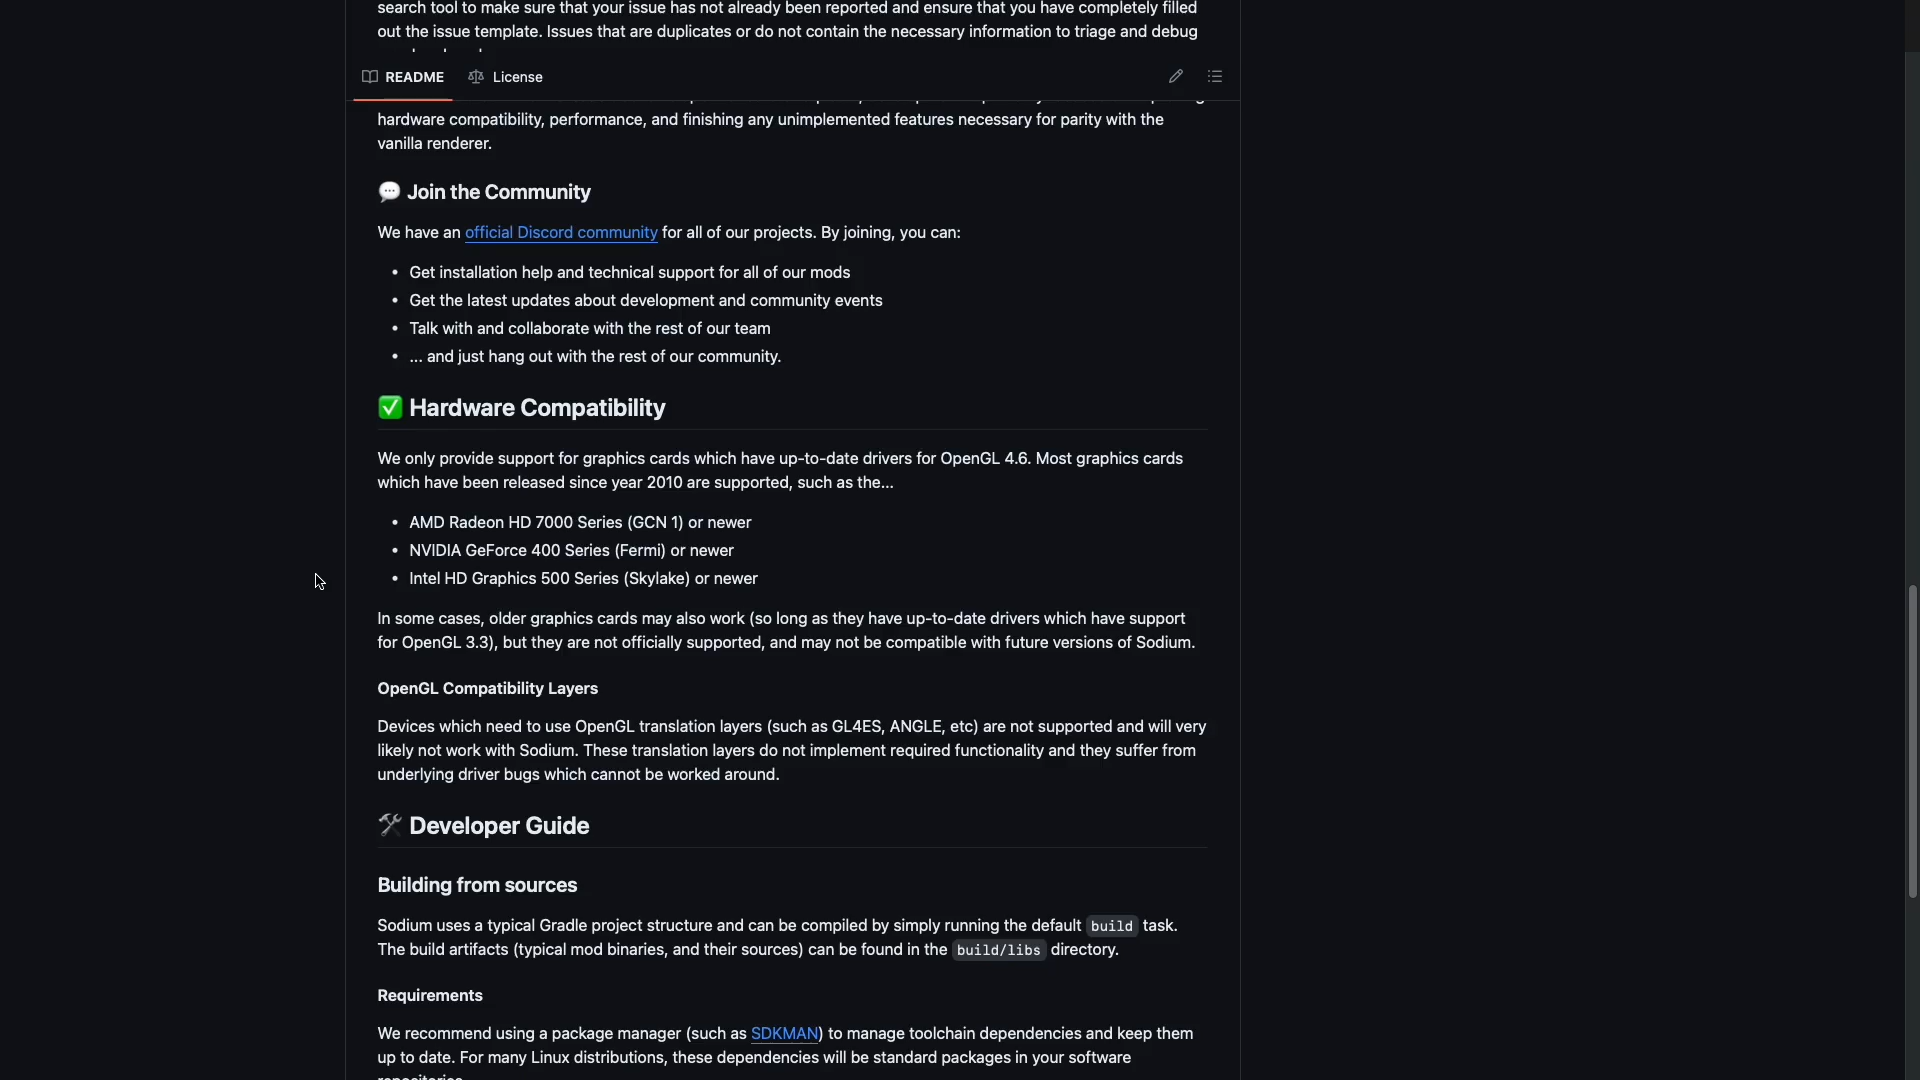 search tool to make sure that your issue has not already been reported and ensure that you have completely filled
out the issue template. Issues that are duplicates or do not contain the necessary information to triage and debug
README
License
hardware compatibility, performance, and finishing any unimplemented features necessary for parity with the
vanilla renderer.
💬 Join the Community
We have an official Discord community for all of our projects. By joining, you can:
• Get installation help and technical support for all of our mods
• Get the latest updates about development and community events
• Talk with and collaborate with the rest of our team
• ... and just hang out with the rest of our community.
✅ Hardware Compatibility
We only provide support for graphics cards which have up-to-date drivers for OpenGL 4.6. Most graphics cards
which have been released since year 2010 are supported, such as the...
• AMD Radeon HD 7000 Series (GCN 1) or newer
• NVIDIA GeForce 400 Series (Fermi) or newer
• Intel HD Graphics 500 Series (Skylake) or newer
In some cases, older graphics cards may also work (so long as they have up-to-date drivers which have support
for OpenGL 3.3), but they are not officially supported, and may not be compatible with future versions of Sodium.
OpenGL Compatibility Layers
Devices which need to use OpenGL translation layers (such as GL4ES, ANGLE, etc) are not supported and will very
likely not work with Sodium. These translation layers do not implement required functionality and they suffer from
underlying driver bugs which cannot be worked around.
🛠 Developer Guide
Building from sources
Sodium uses a typical Gradle project structure and can be compiled by simply running the default build task.
The build artifacts (typical mod binaries, and their sources) can be found in the build/libs directory.
Requirements
We recommend using a package manager (such as SDKMAN) to manage toolchain dependencies and keep them
up to date. For many Linux distributions, these dependencies will be standard packages in your software